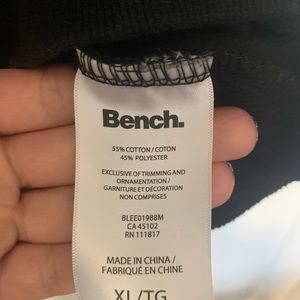 Bench.
55% COTTON / COTON
45% POLYESTER
EXCLUSIVE OF TRIMMING AND
ORNAMENTATION /
GARNITURE ET DÉCORATION
NON COMPRISES
BLEE01988M
CA 45102
RN 111817
MADE IN CHINA /
FABRIQUÉ EN CHINE
XL/TG